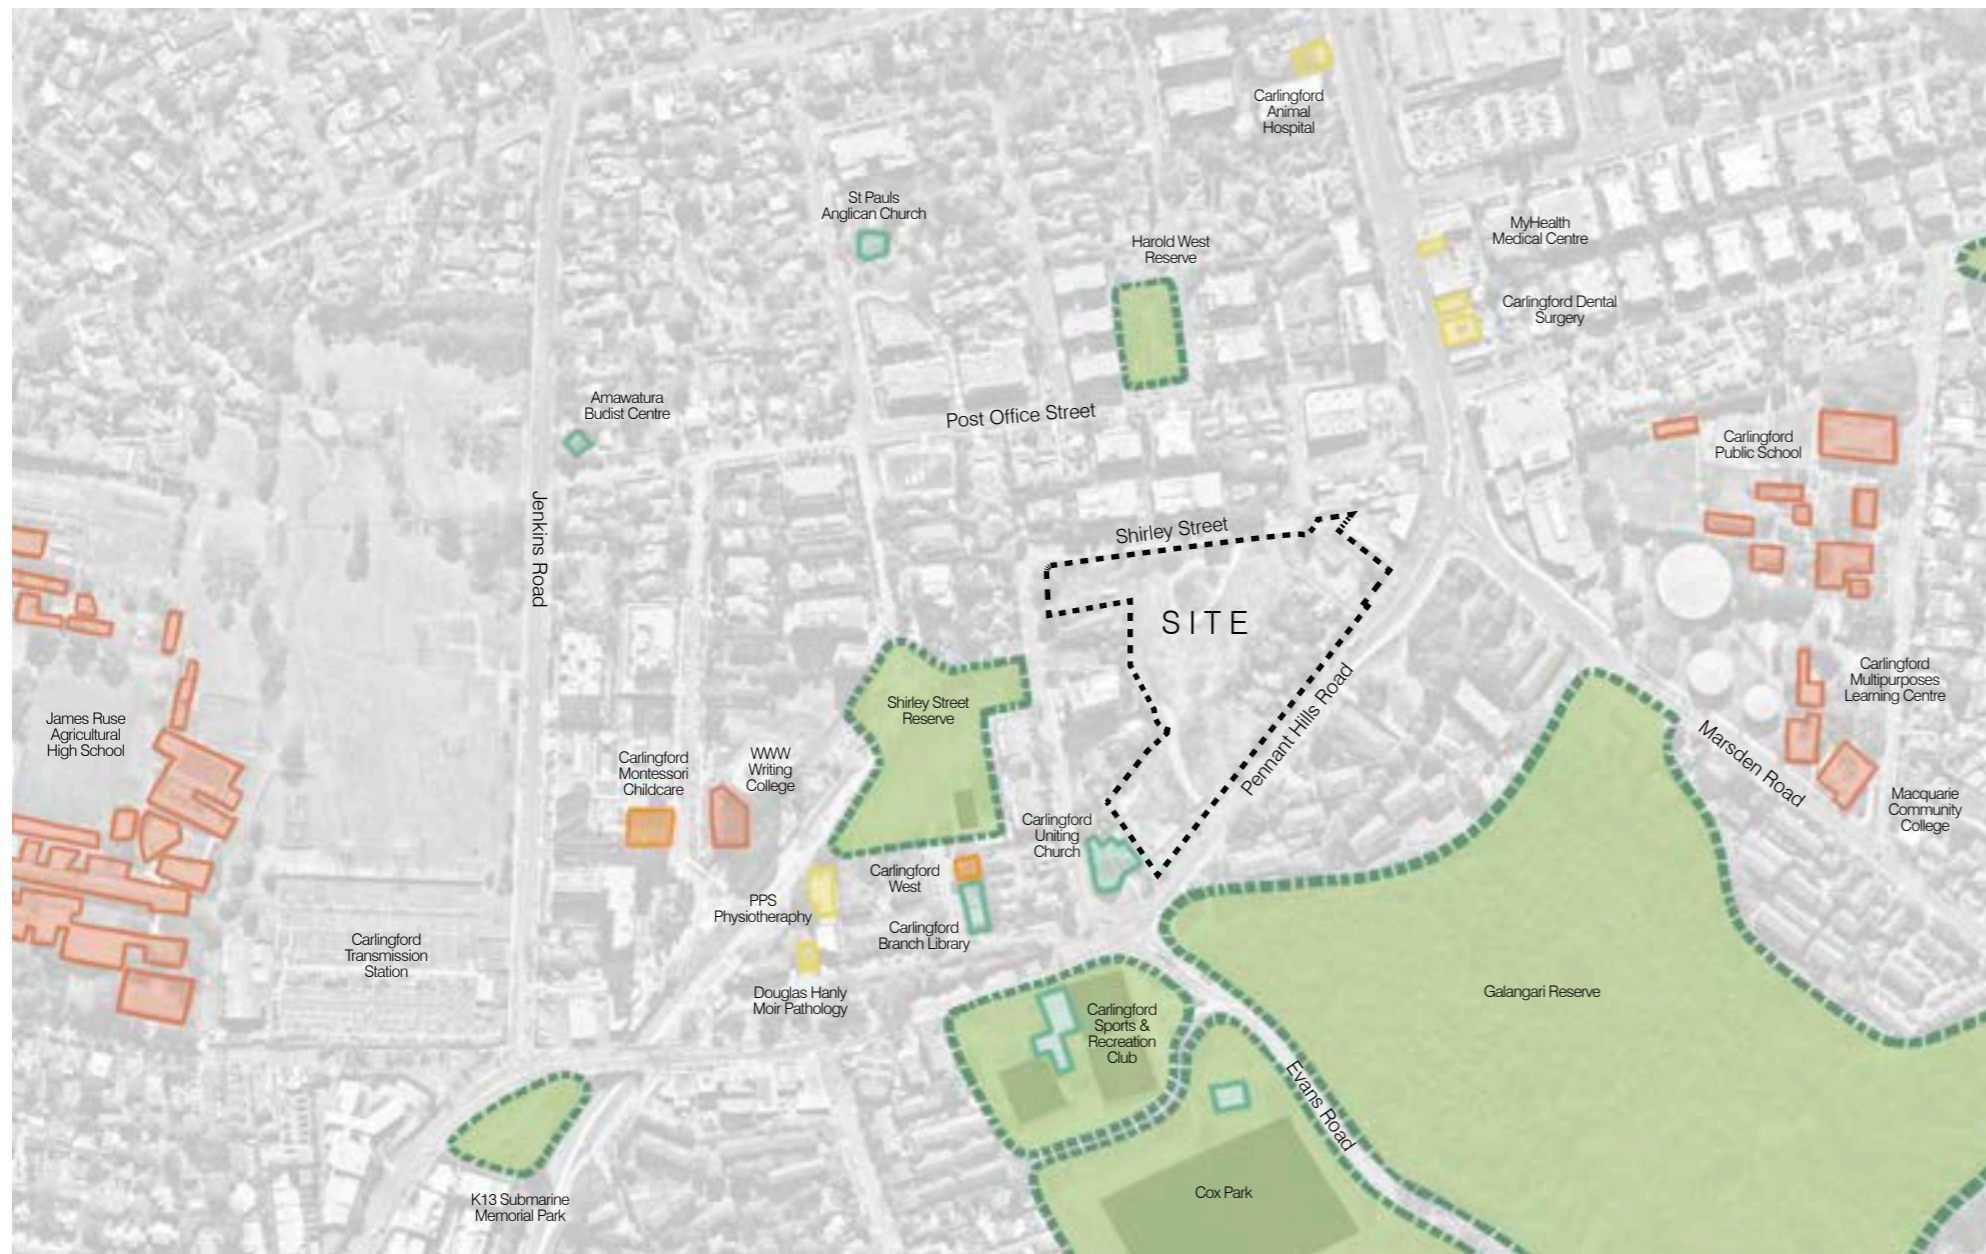 Carlingford
Animal
Hospital
St Pauls
Anglican Church
MyHealth
Medical Centre
Harold West
Reserve
Carlingford Dental
Surgery
Amawatura
Budist Centre
Post Office Street
Carlingford
Public School
Jenkins Road
Shirley Street
SITE
Pennant Hills Road
Carlingford
Multipurposes
Learning Centre
James Ruse
Agricultural
High School
Shirley Street
Reserve
Marsden Road
Carlingford
Montessori
Childcare
WWW
Writing
College
Macquarie
Community
College
Carlingford
Uniting
Church
Carlingford
West
PPS
Physiotheraphy
Carlingford
Branch Library
Carlingford
Transmission
Station
Douglas Hanly
Moir Pathology
Galangari Reserve
Carlingford
Sports &
Recreation
Club
Evans Road
K13 Submarine
Memorial Park
Cox Park